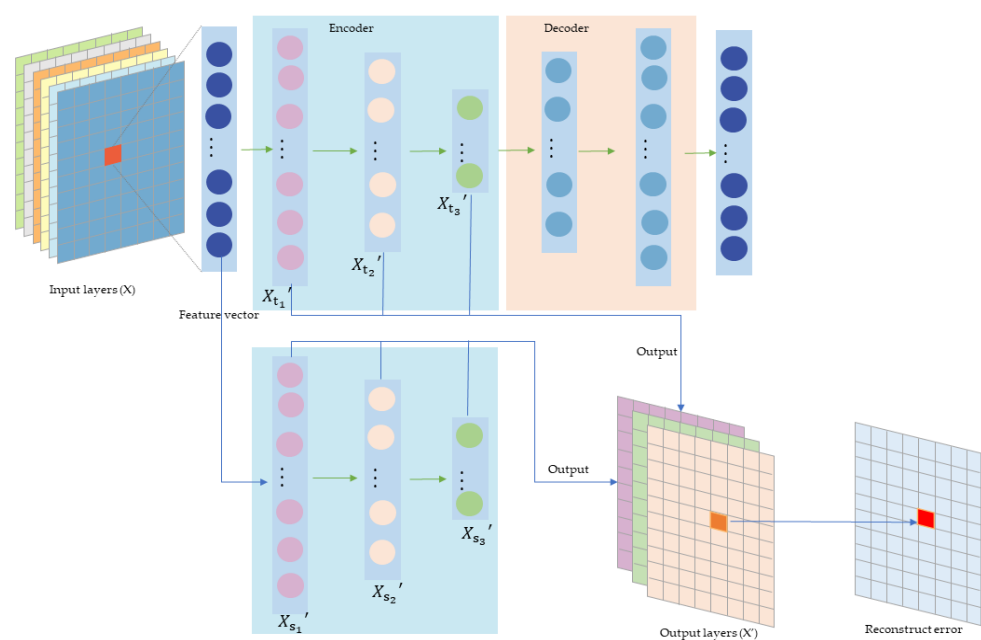 Encoder
Decoder
Input layers (X)
X_{t_1}'
X_{t_2}'
X_{t_3}'
Feature vector
Output
Output
X_{s_1}'
X_{s_2}'
X_{s_3}'
Output layers (X')
Reconstruct error